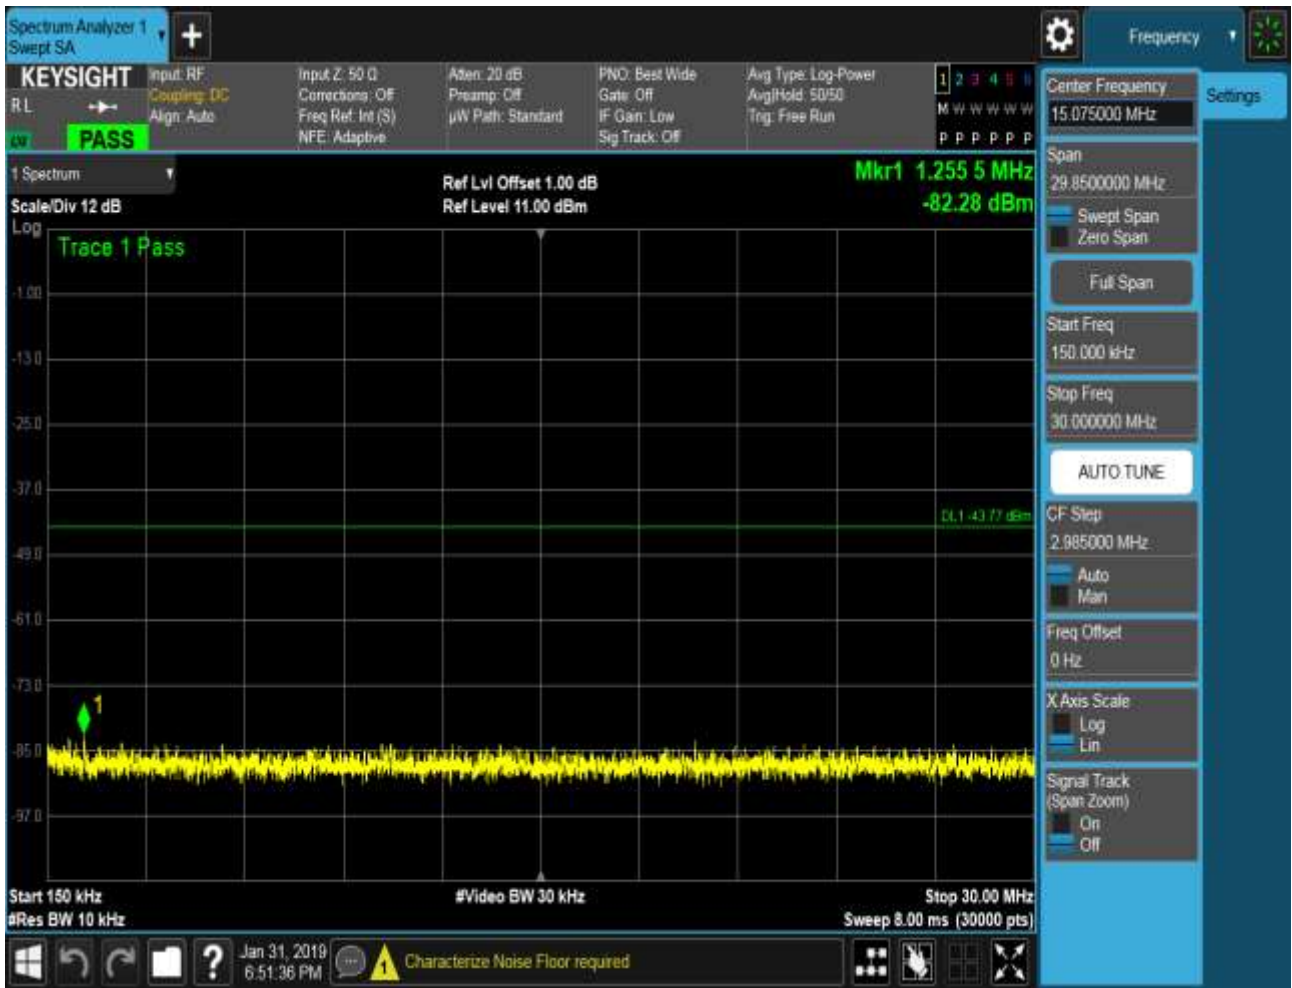 Spectrum Analyzer 1
Swept SA
+
Frequency
KEYSIGHT
R L
PASS
Input: RF
Coupling: DC
Align: Auto
Input Z: 50 Ω
Corrections: Off
Freq Ref: Int (S)
NFE: Adaptive
Atten: 20 dB
Preamp: Off
µW Path: Standard
PNO: Best Wide
Gate: Off
IF Gain: Low
Sig Track: Off
Avg Type: Log-Power
Avg|Hold: 50/50
Trig: Free Run
1 2 3 4 5 6
M W W W W W
P P P P P P
1 Spectrum
Scale/Div 12 dB
Ref Lvl Offset 1.00 dB
Ref Level 11.00 dBm
Mkr1 1.255 5 MHz
-82.28 dBm
Log
Trace 1 Pass
-1.00
-13.0
-25.0
-37.0
DL1 -43.77 dBm
-49.0
-61.0
-73.0
1
-85.0
-97.0
Start 150 kHz
#Video BW 30 kHz
Stop 30.00 MHz
#Res BW 10 kHz
Sweep 8.00 ms (30000 pts)
?
Jan 31, 2019
6:51:36 PM
1
Characterize Noise Floor required
Center Frequency
15.075000 MHz
Span
29.8500000 MHz
Swept Span
Zero Span
Full Span
Start Freq
150.000 kHz
Stop Freq
30.000000 MHz
AUTO TUNE
CF Step
2.985000 MHz
Auto
Man
Freq Offset
0 Hz
X Axis Scale
Log
Lin
Signal Track
(Span Zoom)
On
Off
Settings